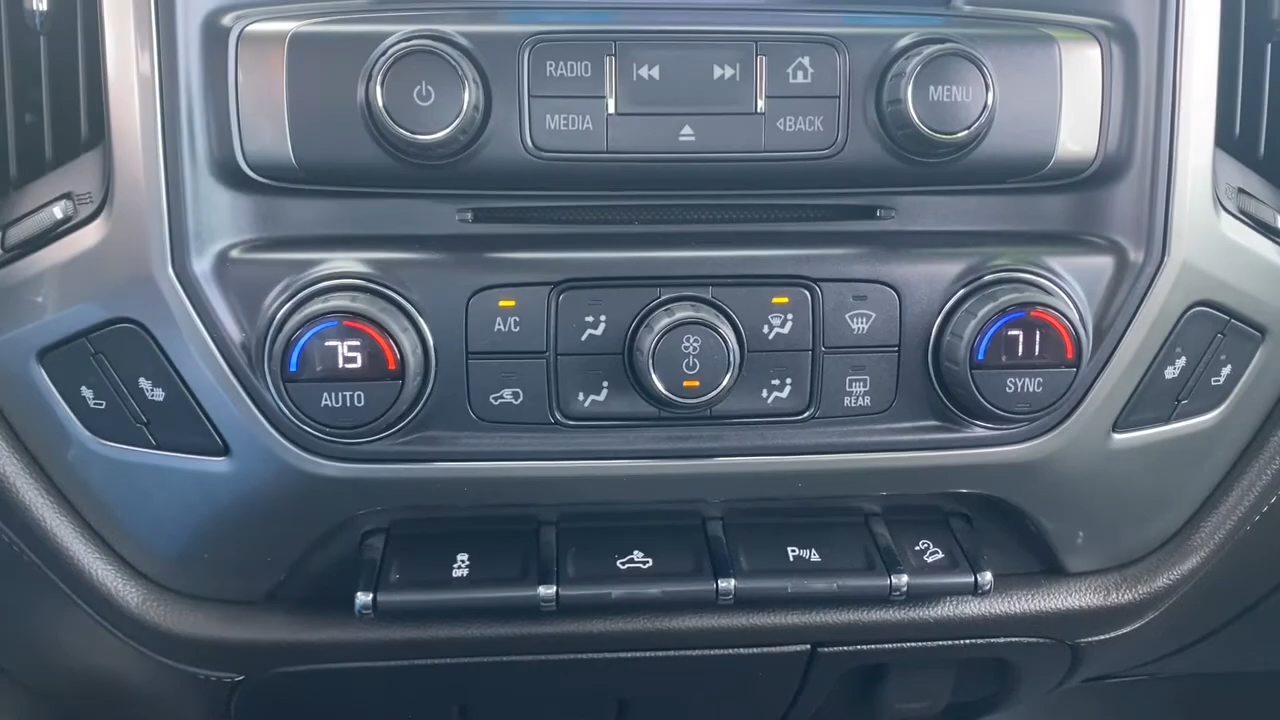 RADIO
MEDIA
BACK
MENU
75
AUTO
A/C
REAR
71
SYNC
OFF
P